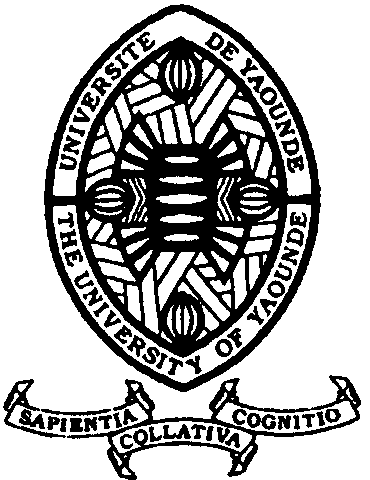 UNIVERSITE DE YAOUNDE
THE UNIVERSITY OF YAOUNDE
SAPIENTIA
COLLATIVA
COGNITIO